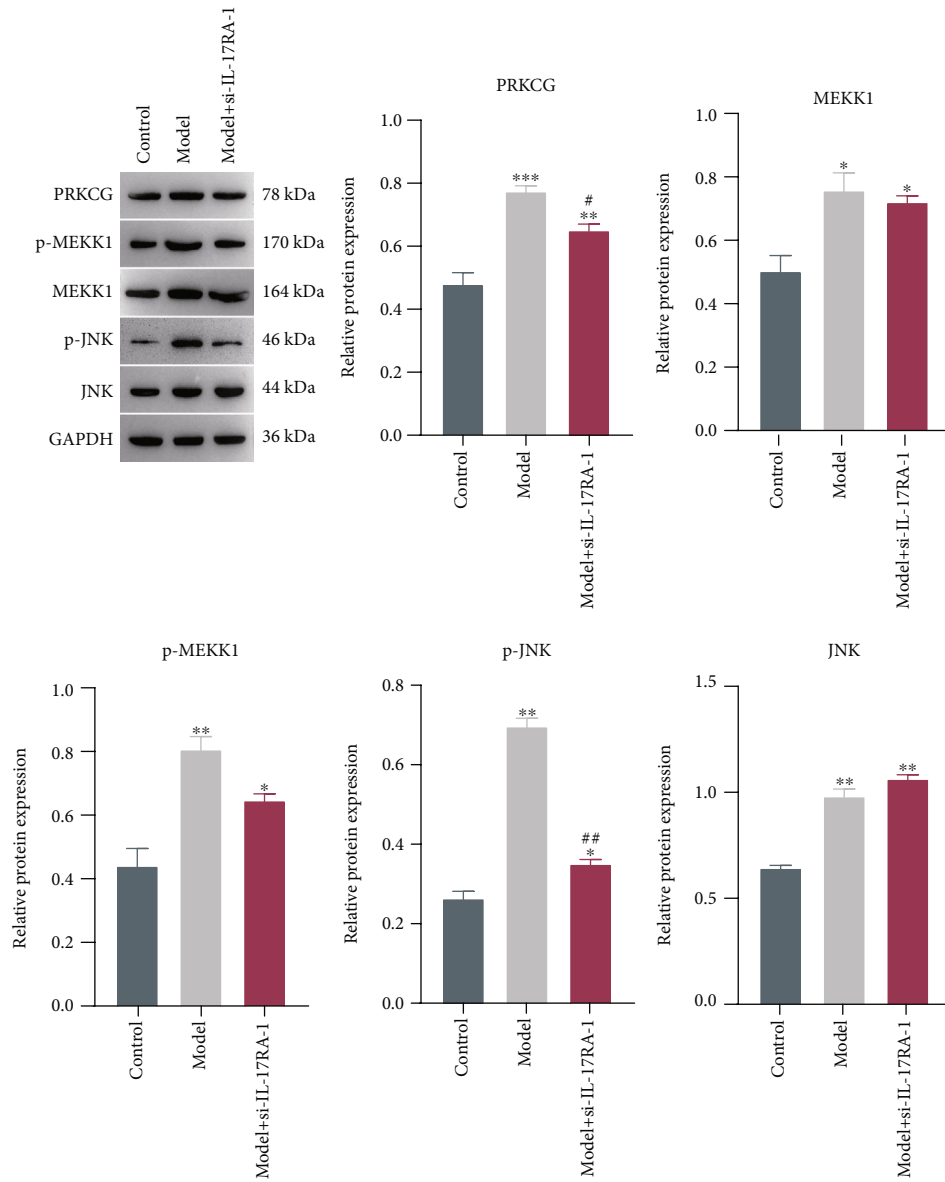 Control
Model
Model+si-IL-17RA-1
PRKCG 78 kDa
p-MEKK1 170 kDa
MEKK1 164 kDa
p-JNK 46 kDa
JNK 44 kDa
GAPDH 36 kDa
PRKCG
Relative protein expression
1.0
0.8
0.6
0.4
0.2
0.0
***
#
**
Control
Model
Model+si-IL-17RA-1
MEKK1
Relative protein expression
1.0
0.8
0.6
0.4
0.2
0.0
*
*
Control
Model
Model+si-IL-17RA-1
p-MEKK1
Relative protein expression
1.0
0.8
0.6
0.4
0.2
0.0
**
*
Control
Model
Model+si-IL-17RA-1
p-JNK
Relative protein expression
0.8
0.6
0.4
0.2
0.0
**
##
*
Control
Model
Model+si-IL-17RA-1
JNK
Relative protein expression
1.5
1.0
0.5
0.0
**
**
Control
Model
Model+si-IL-17RA-1